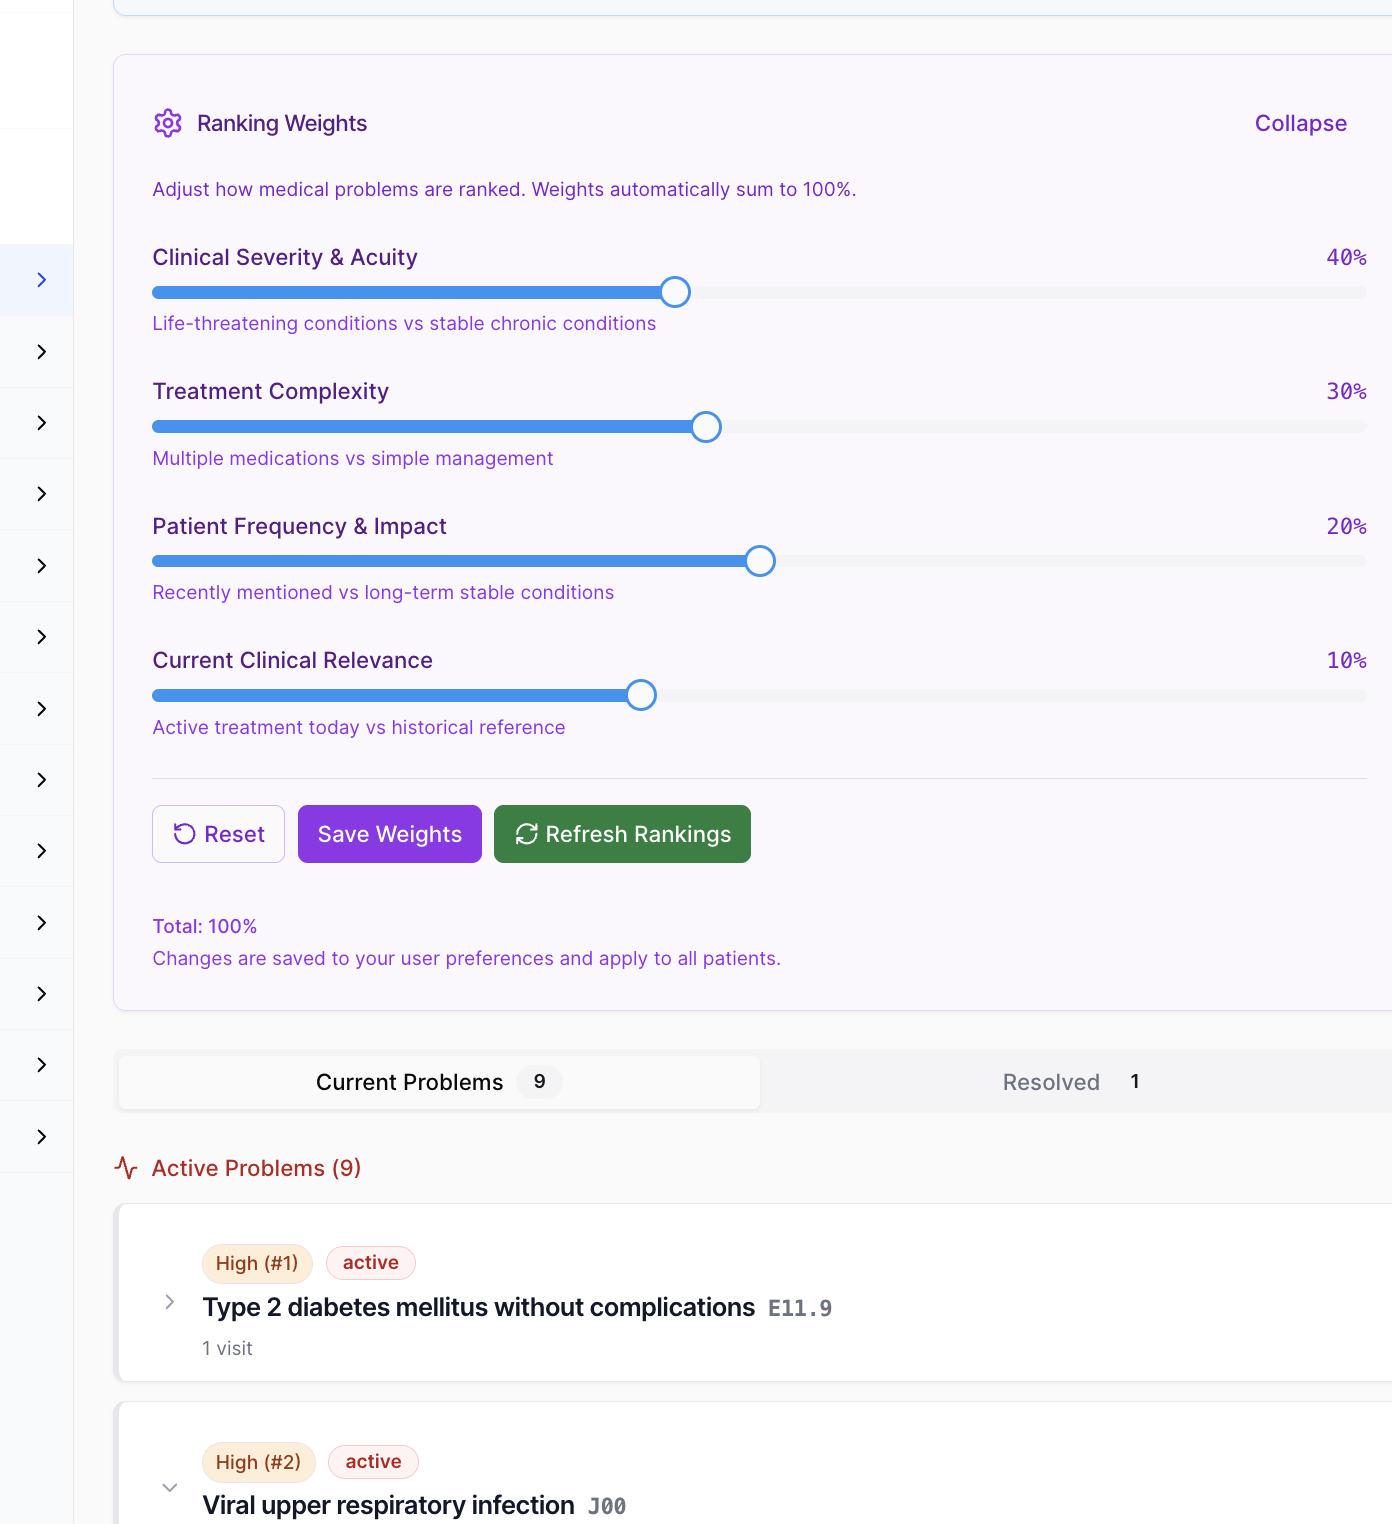 Ranking Weights
Collapse
Adjust how medical problems are ranked. Weights automatically sum to 100%.
Clinical Severity & Acuity
40%
Life-threatening conditions vs stable chronic conditions
Treatment Complexity
30%
Multiple medications vs simple management
Patient Frequency & Impact
20%
Recently mentioned vs long-term stable conditions
Current Clinical Relevance
10%
Active treatment today vs historical reference
Reset
Save Weights
Refresh Rankings
Total: 100%
Changes are saved to your user preferences and apply to all patients.
Current Problems 9
Resolved 1
Active Problems (9)
High (#1) active
Type 2 diabetes mellitus without complications E11.9
1 visit
High (#2) active
Viral upper respiratory infection J00